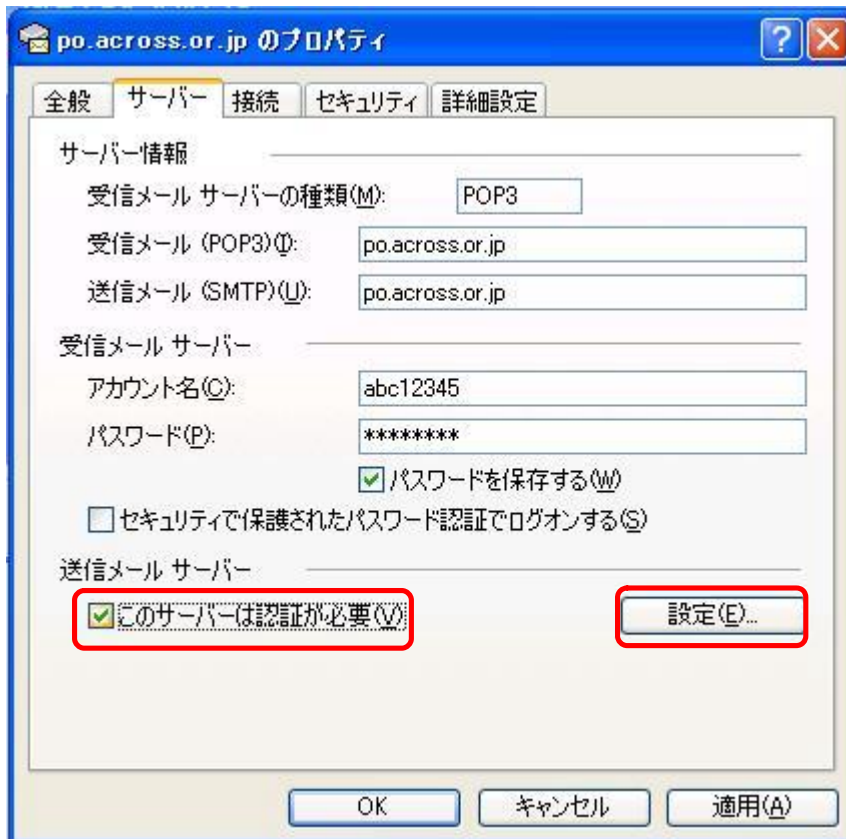 po.across.or.jp のプロパティ
全般 サーバー 接続 セキュリティ 詳細設定
サーバー情報
受信メール サーバーの種類(M): POP3
受信メール (POP3)(I): po.across.or.jp
送信メール (SMTP)(U): po.across.or.jp
受信メール サーバー
アカウント名(C): abc12345
パスワード(P): ********
パスワードを保存する(W)
セキュリティで保護されたパスワード認証でログオンする(S)
送信メール サーバー
このサーバーは認証が必要(V) 設定(E)...
OK キャンセル 適用(A)